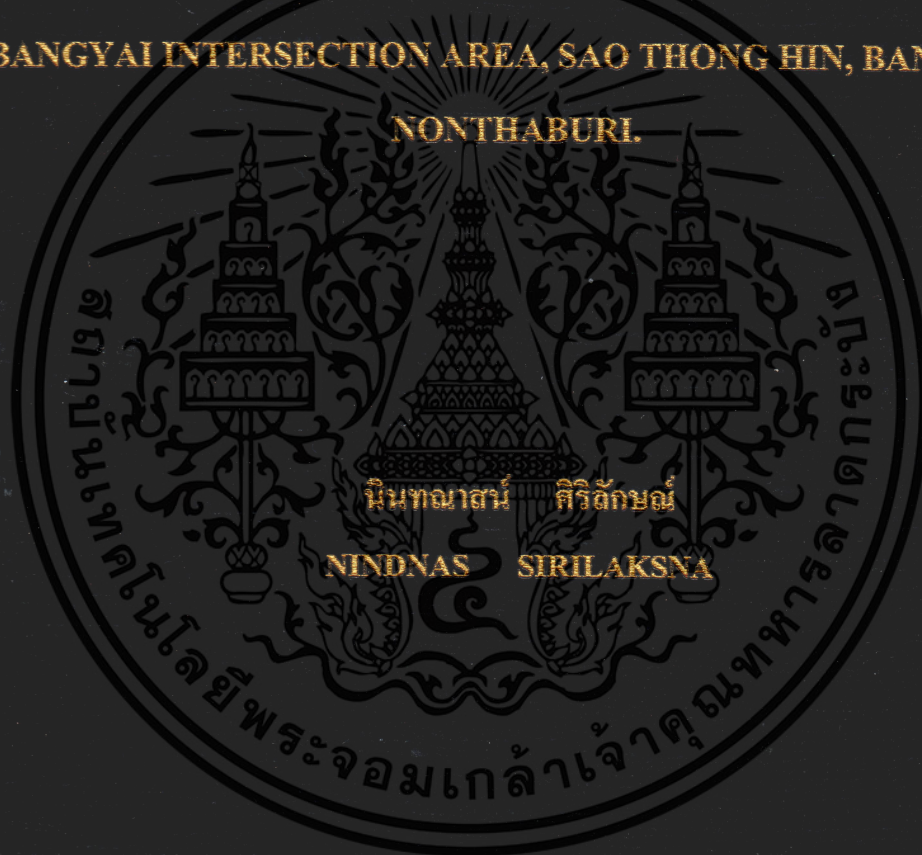 BANGYAI INTERSECTION AREA, SAO THONG HIN, BAN
NONTHABURI.
นินทณาสน์ ศิริลักษณ์
NINDNAS SIRILAKSNA
สถาบันเทคโนโลยีพระจอมเกล้าเจ้าคุณทหารลาดกระบัง